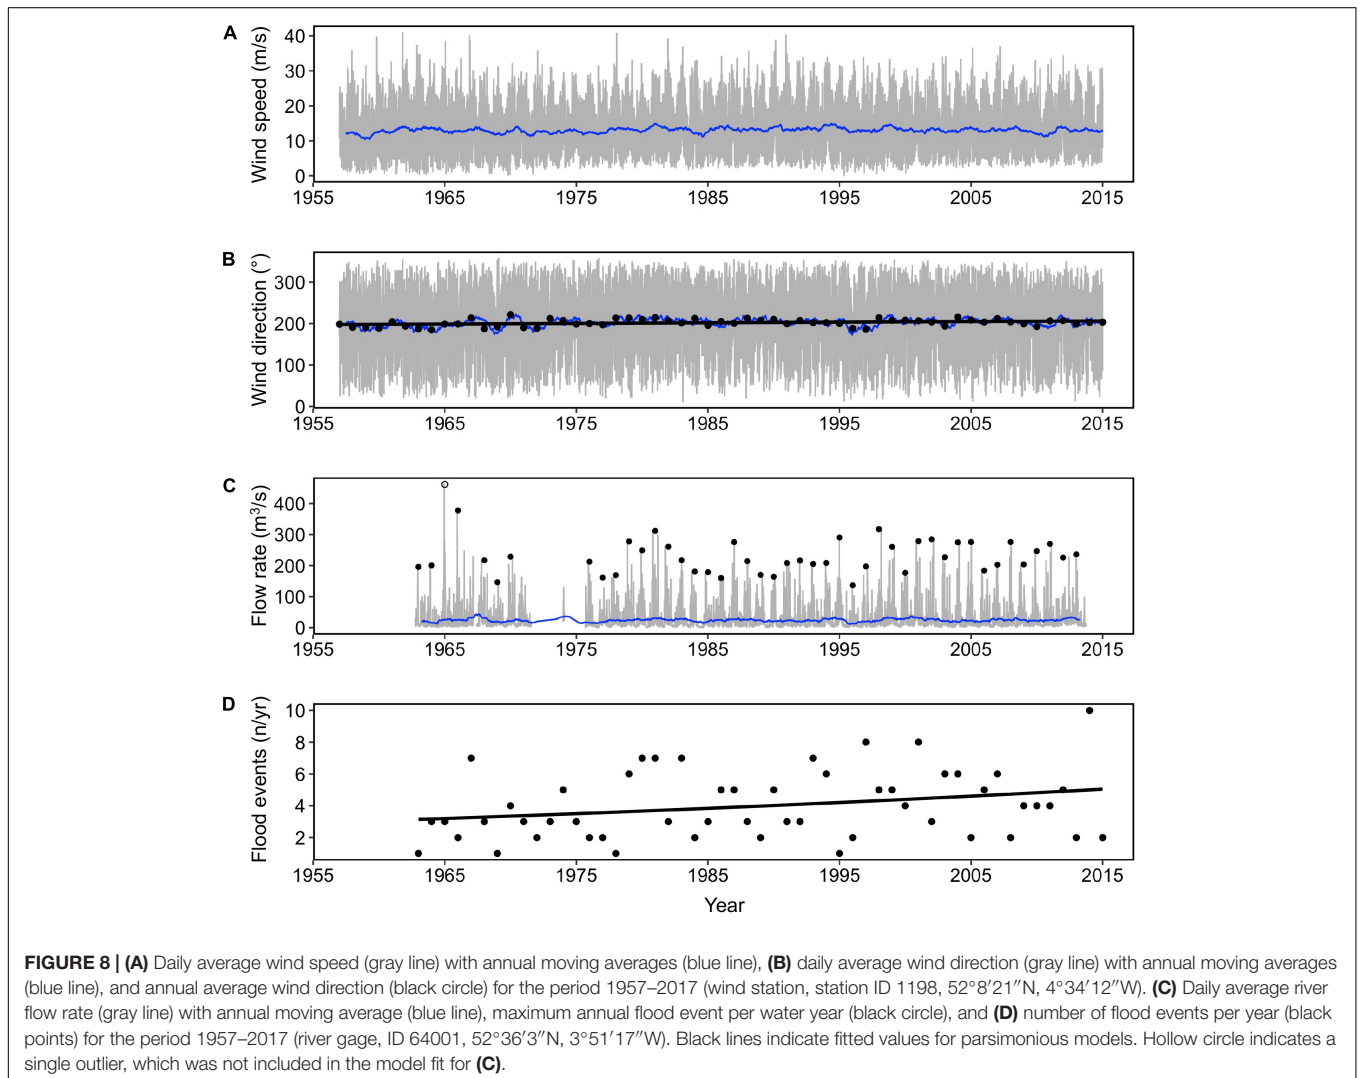 A
Wind speed (m/s)
40
30
20
10
0
1955 1965 1975 1985 1995 2005 2015
B
Wind direction (°)
300
200
100
0
1955 1965 1975 1985 1995 2005 2015
C
Flow rate (m³/s)
400
300
200
100
0
1955 1965 1975 1985 1995 2005 2015
D
Flood events (n/yr)
10
8
6
4
2
1955 1965 1975 1985 1995 2005 2015
Year
FIGURE 8 | (A) Daily average wind speed (gray line) with annual moving averages (blue line), (B) daily average wind direction (gray line) with annual moving averages
(blue line), and annual average wind direction (black circle) for the period 1957–2017 (wind station, station ID 1198, 52°8′21″N, 4°34′12″W). (C) Daily average river
flow rate (gray line) with annual moving average (blue line), maximum annual flood event per water year (black circle), and (D) number of flood events per year (black
points) for the period 1957–2017 (river gage, ID 64001, 52°36′3″N, 3°51′17″W). Black lines indicate fitted values for parsimonious models. Hollow circle indicates a
single outlier, which was not included in the model fit for (C).